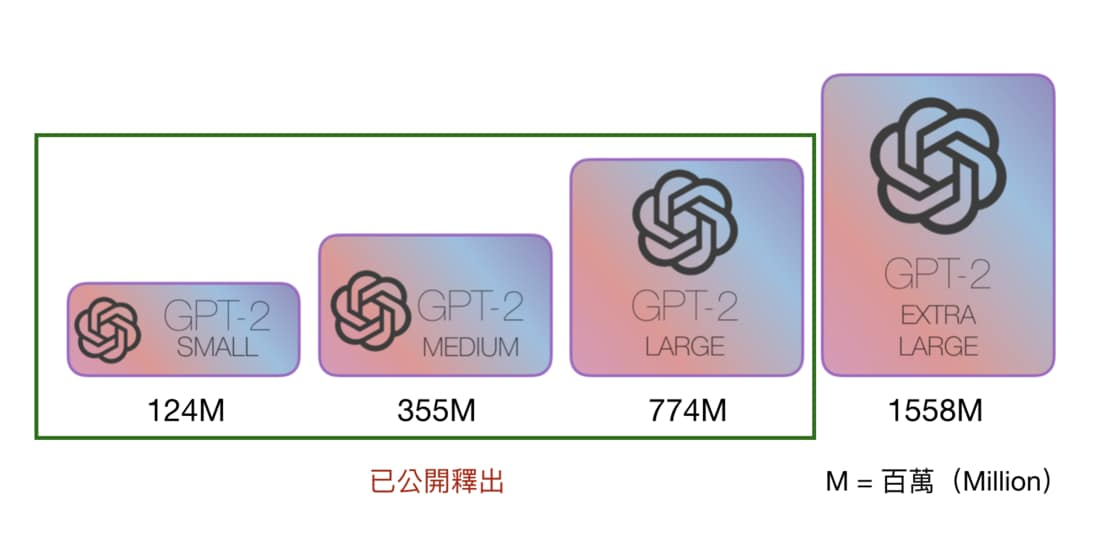 GPT-2
SMALL
124M
GPT-2
MEDIUM
355M
GPT-2
LARGE
774M
GPT-2
EXTRA
LARGE
1558M
已公開釋出
M = 百萬（Million）